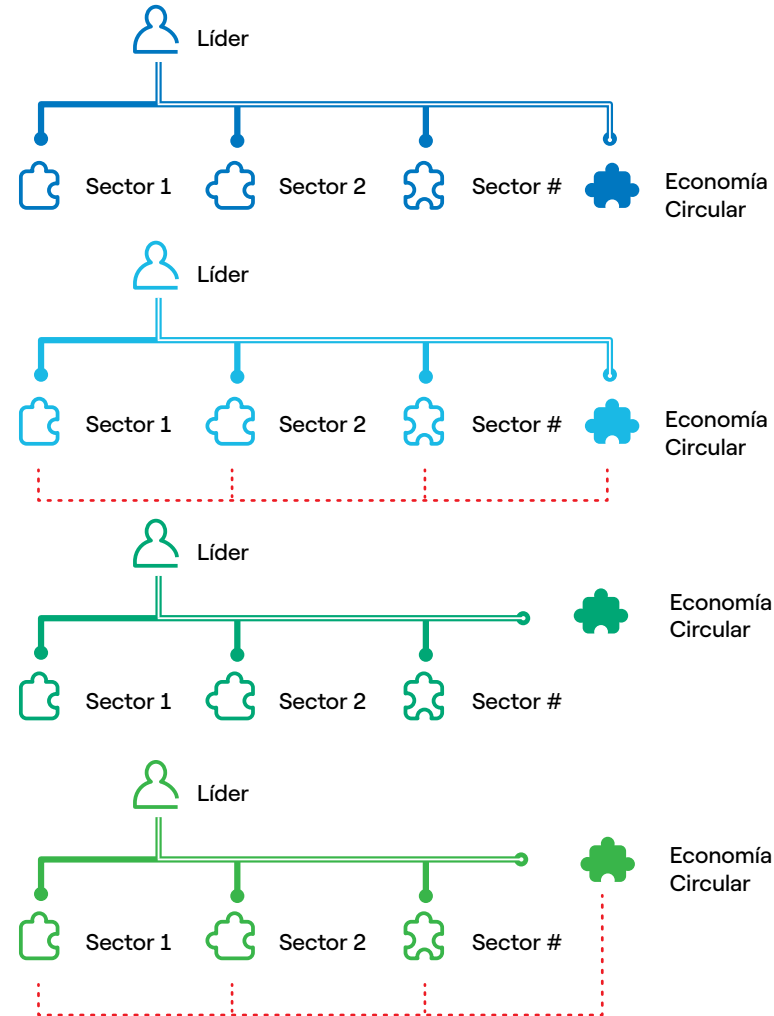 Líder
Sector 1
Sector 2
Sector #
Economía
Circular
Líder
Sector 1
Sector 2
Sector #
Economía
Circular
Líder
Economía
Circular
Sector 1
Sector 2
Sector #
Líder
Economía
Circular
Sector 1
Sector 2
Sector #